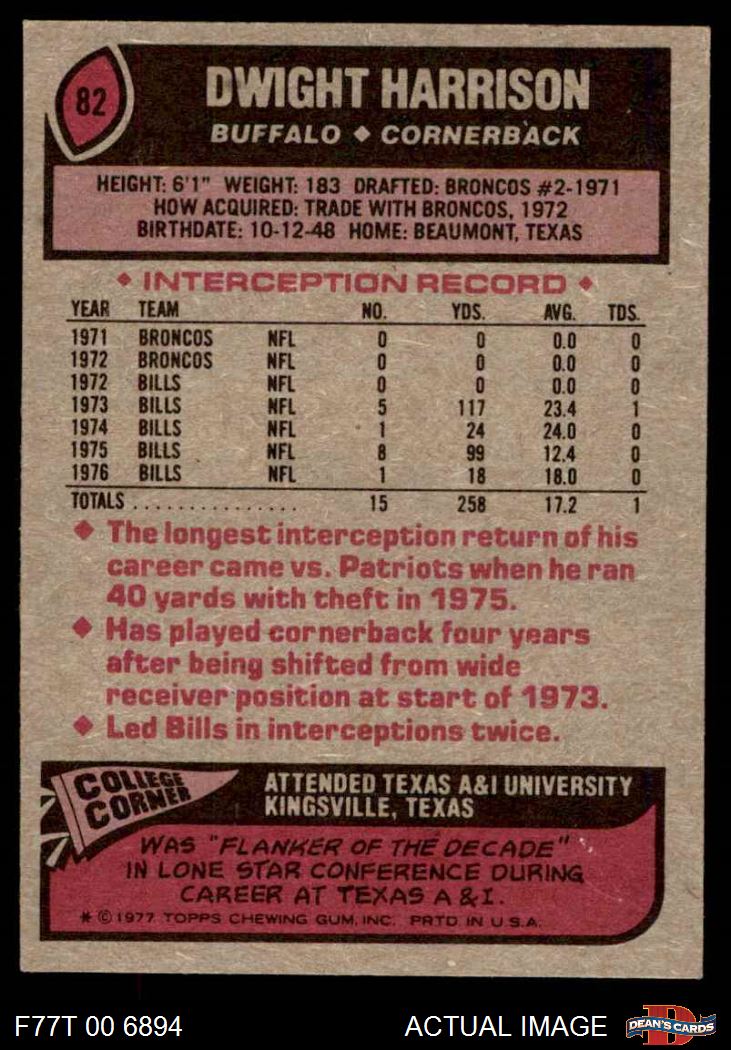 82
DWIGHT HARRISON
BUFFALO ◆ CORNERBACK
HEIGHT: 6'1" WEIGHT: 183 DRAFTED: BRONCOS #2-1971
HOW ACQUIRED: TRADE WITH BRONCOS, 1972
BIRTHDATE: 10-12-48 HOME: BEAUMONT, TEXAS
◆ INTERCEPTION RECORD ◆
YEAR TEAM NO. YDS. AVG. TDS.
1971 BRONCOS NFL 0 0 0.0 0
1972 BRONCOS NFL 0 0 0.0 0
1972 BILLS NFL 0 0 0.0 0
1973 BILLS NFL 5 117 23.4 1
1974 BILLS NFL 1 24 24.0 0
1975 BILLS NFL 8 99 12.4 0
1976 BILLS NFL 1 18 18.0 0
TOTALS ............... 15 258 17.2 1
◆ The longest interception return of his
career came vs. Patriots when he ran
40 yards with theft in 1975.
◆ Has played cornerback four years
after being shifted from wide
receiver position at start of 1973.
◆ Led Bills in interceptions twice.
COLLEGE
CORNER
ATTENDED TEXAS A&I UNIVERSITY
KINGSVILLE, TEXAS
WAS "FLANKER OF THE DECADE"
IN LONE STAR CONFERENCE DURING
CAREER AT TEXAS A & I.
* © 1977 TOPPS CHEWING GUM, INC. PRTD IN U.S.A.
F77T 00 6894
ACTUAL IMAGE
D
DEAN'S CARDS